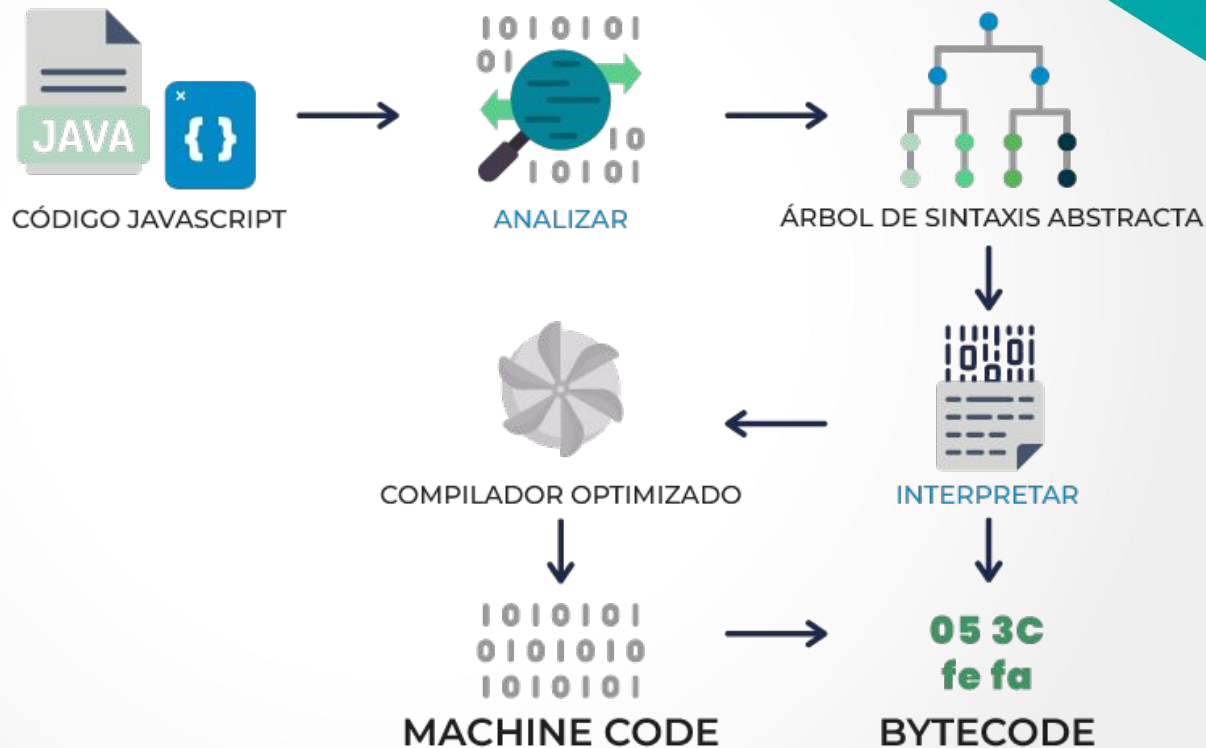 1010101
01
10
10101
JAVA
{ }
CÓDIGO JAVASCRIPT
ANALIZAR
ÁRBOL DE SINTAXIS ABSTRACTA
COMPILADOR OPTIMIZADO
INTERPRETAR
1010101
0101010
1010101
05 3C
fe fa
MACHINE CODE
BYTECODE